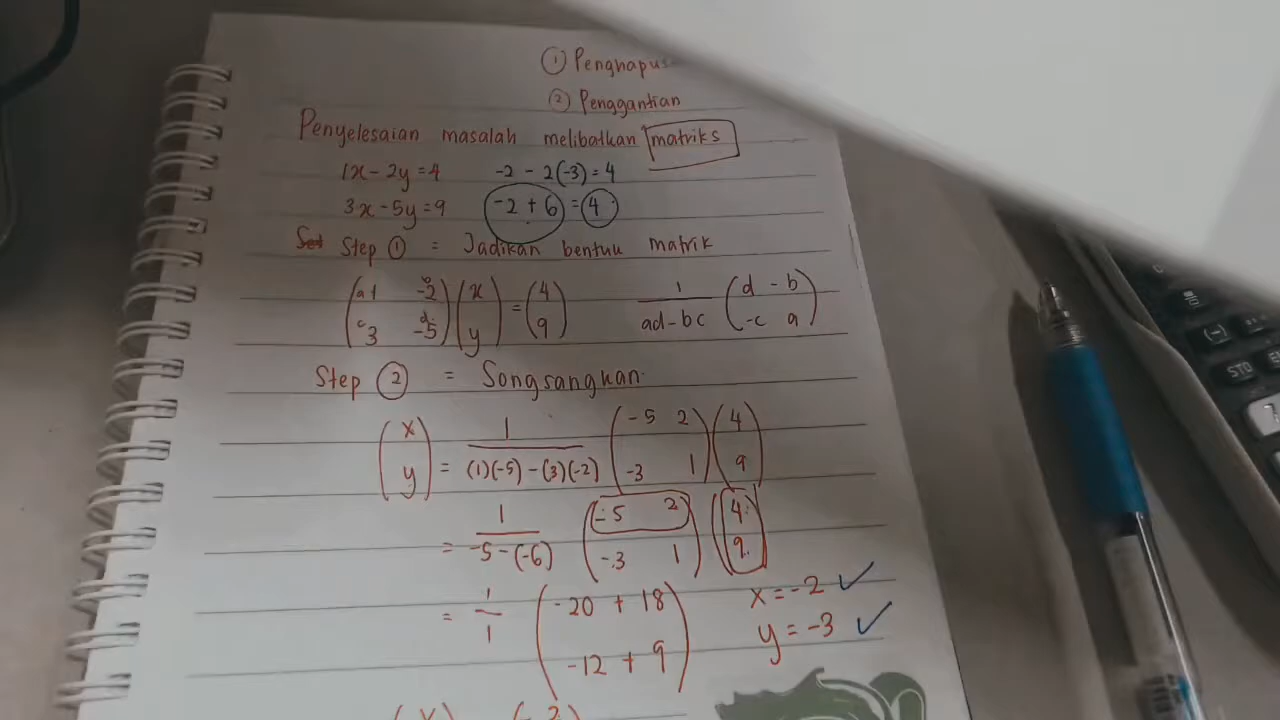 ① Penghapus
② Penggantian
Penyelesaian masalah melibatkan matriks
1x - 2y = 4    -2 - 2(-3) = 4
3x - 5y = 9    -2 + 6 = 4
Step ① = Jadikan bentuk matrik
(a 1  b -2) (x) = (4)    1    (d -b)
(c 3  d -5) (y)   (9)  ad - bc (-c a)
Step ② = Songsangkan
(x) = 1 (-5 2) (4)
(y)   (1)(-5) - (3)(-2) (-3 1) (9)
= 1 (-5 2) (4)
-5 - (-6) (-3 1) (9)
= 1 (-20 + 18)    x = -2 ✓
1 (-12 + 9)    y = -3 ✓
STO